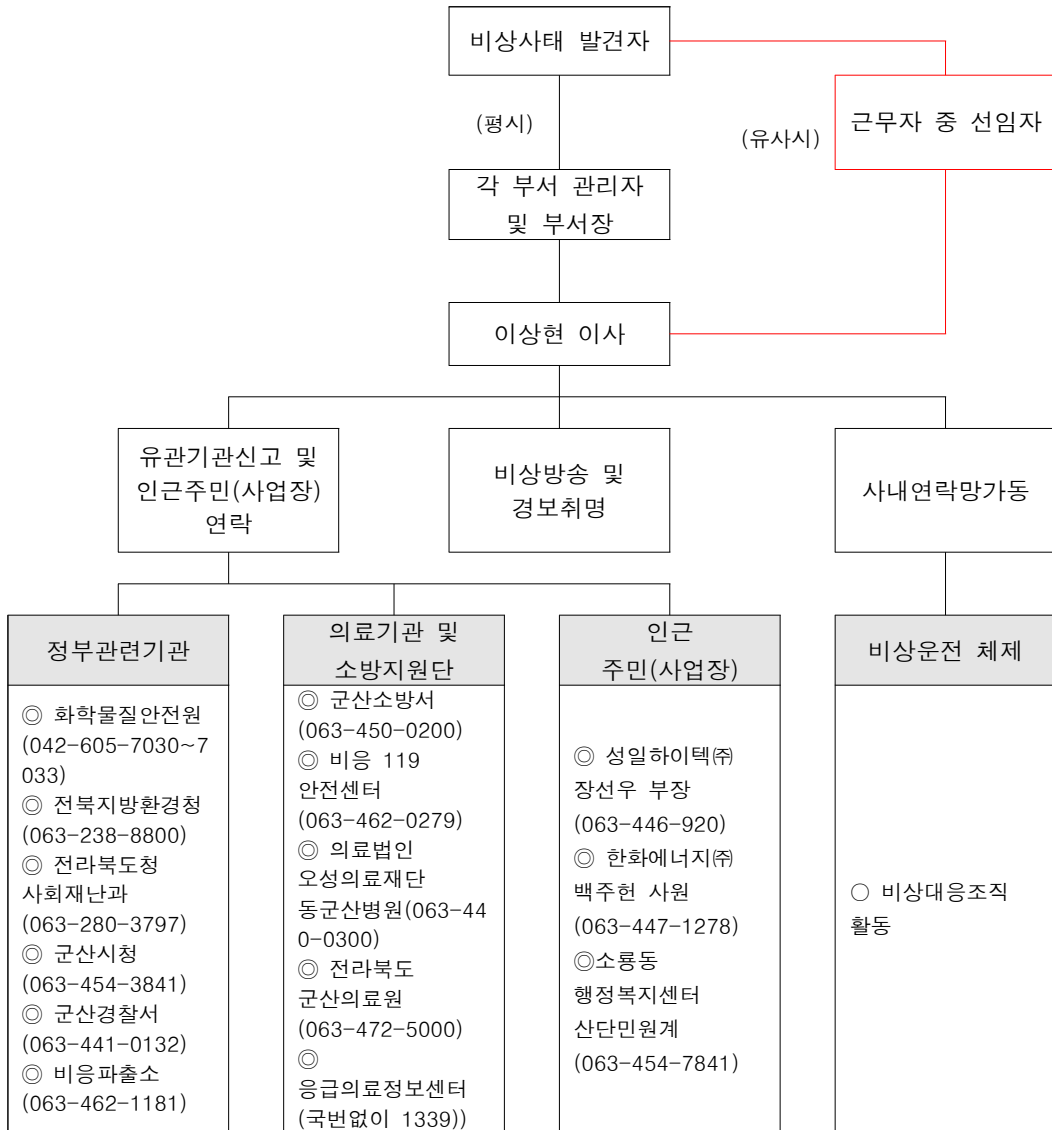 비상사태 발견자
(평시)
(유사시)
근무자 중 선임자
각 부서 관리자
및 부서장
이상현 이사
유관기관신고 및
인근주민(사업장)
연락
비상방송 및
경보취명
사내연락망가동
정부관련기관
◎ 화학물질안전원
(042-605-7030~7
033)
◎ 전북지방환경청
(063-238-8800)
◎ 전라북도청
사회재난과
(063-280-3797)
◎ 군산시청
(063-454-3841)
◎ 군산경찰서
(063-441-0132)
◎ 비응파출소
(063-462-1181)
의료기관 및
소방지원단
◎ 군산소방서
(063-450-0200)
◎ 비응 119
안전센터
(063-462-0279)
◎ 의료법인
오성의료재단
동군산병원(063-44
0-0300)
◎ 전라북도
군산의료원
(063-472-5000)
◎
응급의료정보센터
(국번없이 1339))
인근
주민(사업장)
◎ 성일하이텍㈜
장선우 부장
(063-446-920)
◎ 한화에너지㈜
백주헌 사원
(063-447-1278)
◎소룡동
행정복지센터
산단민원계
(063-454-7841)
비상운전 체제
○ 비상대응조직
활동